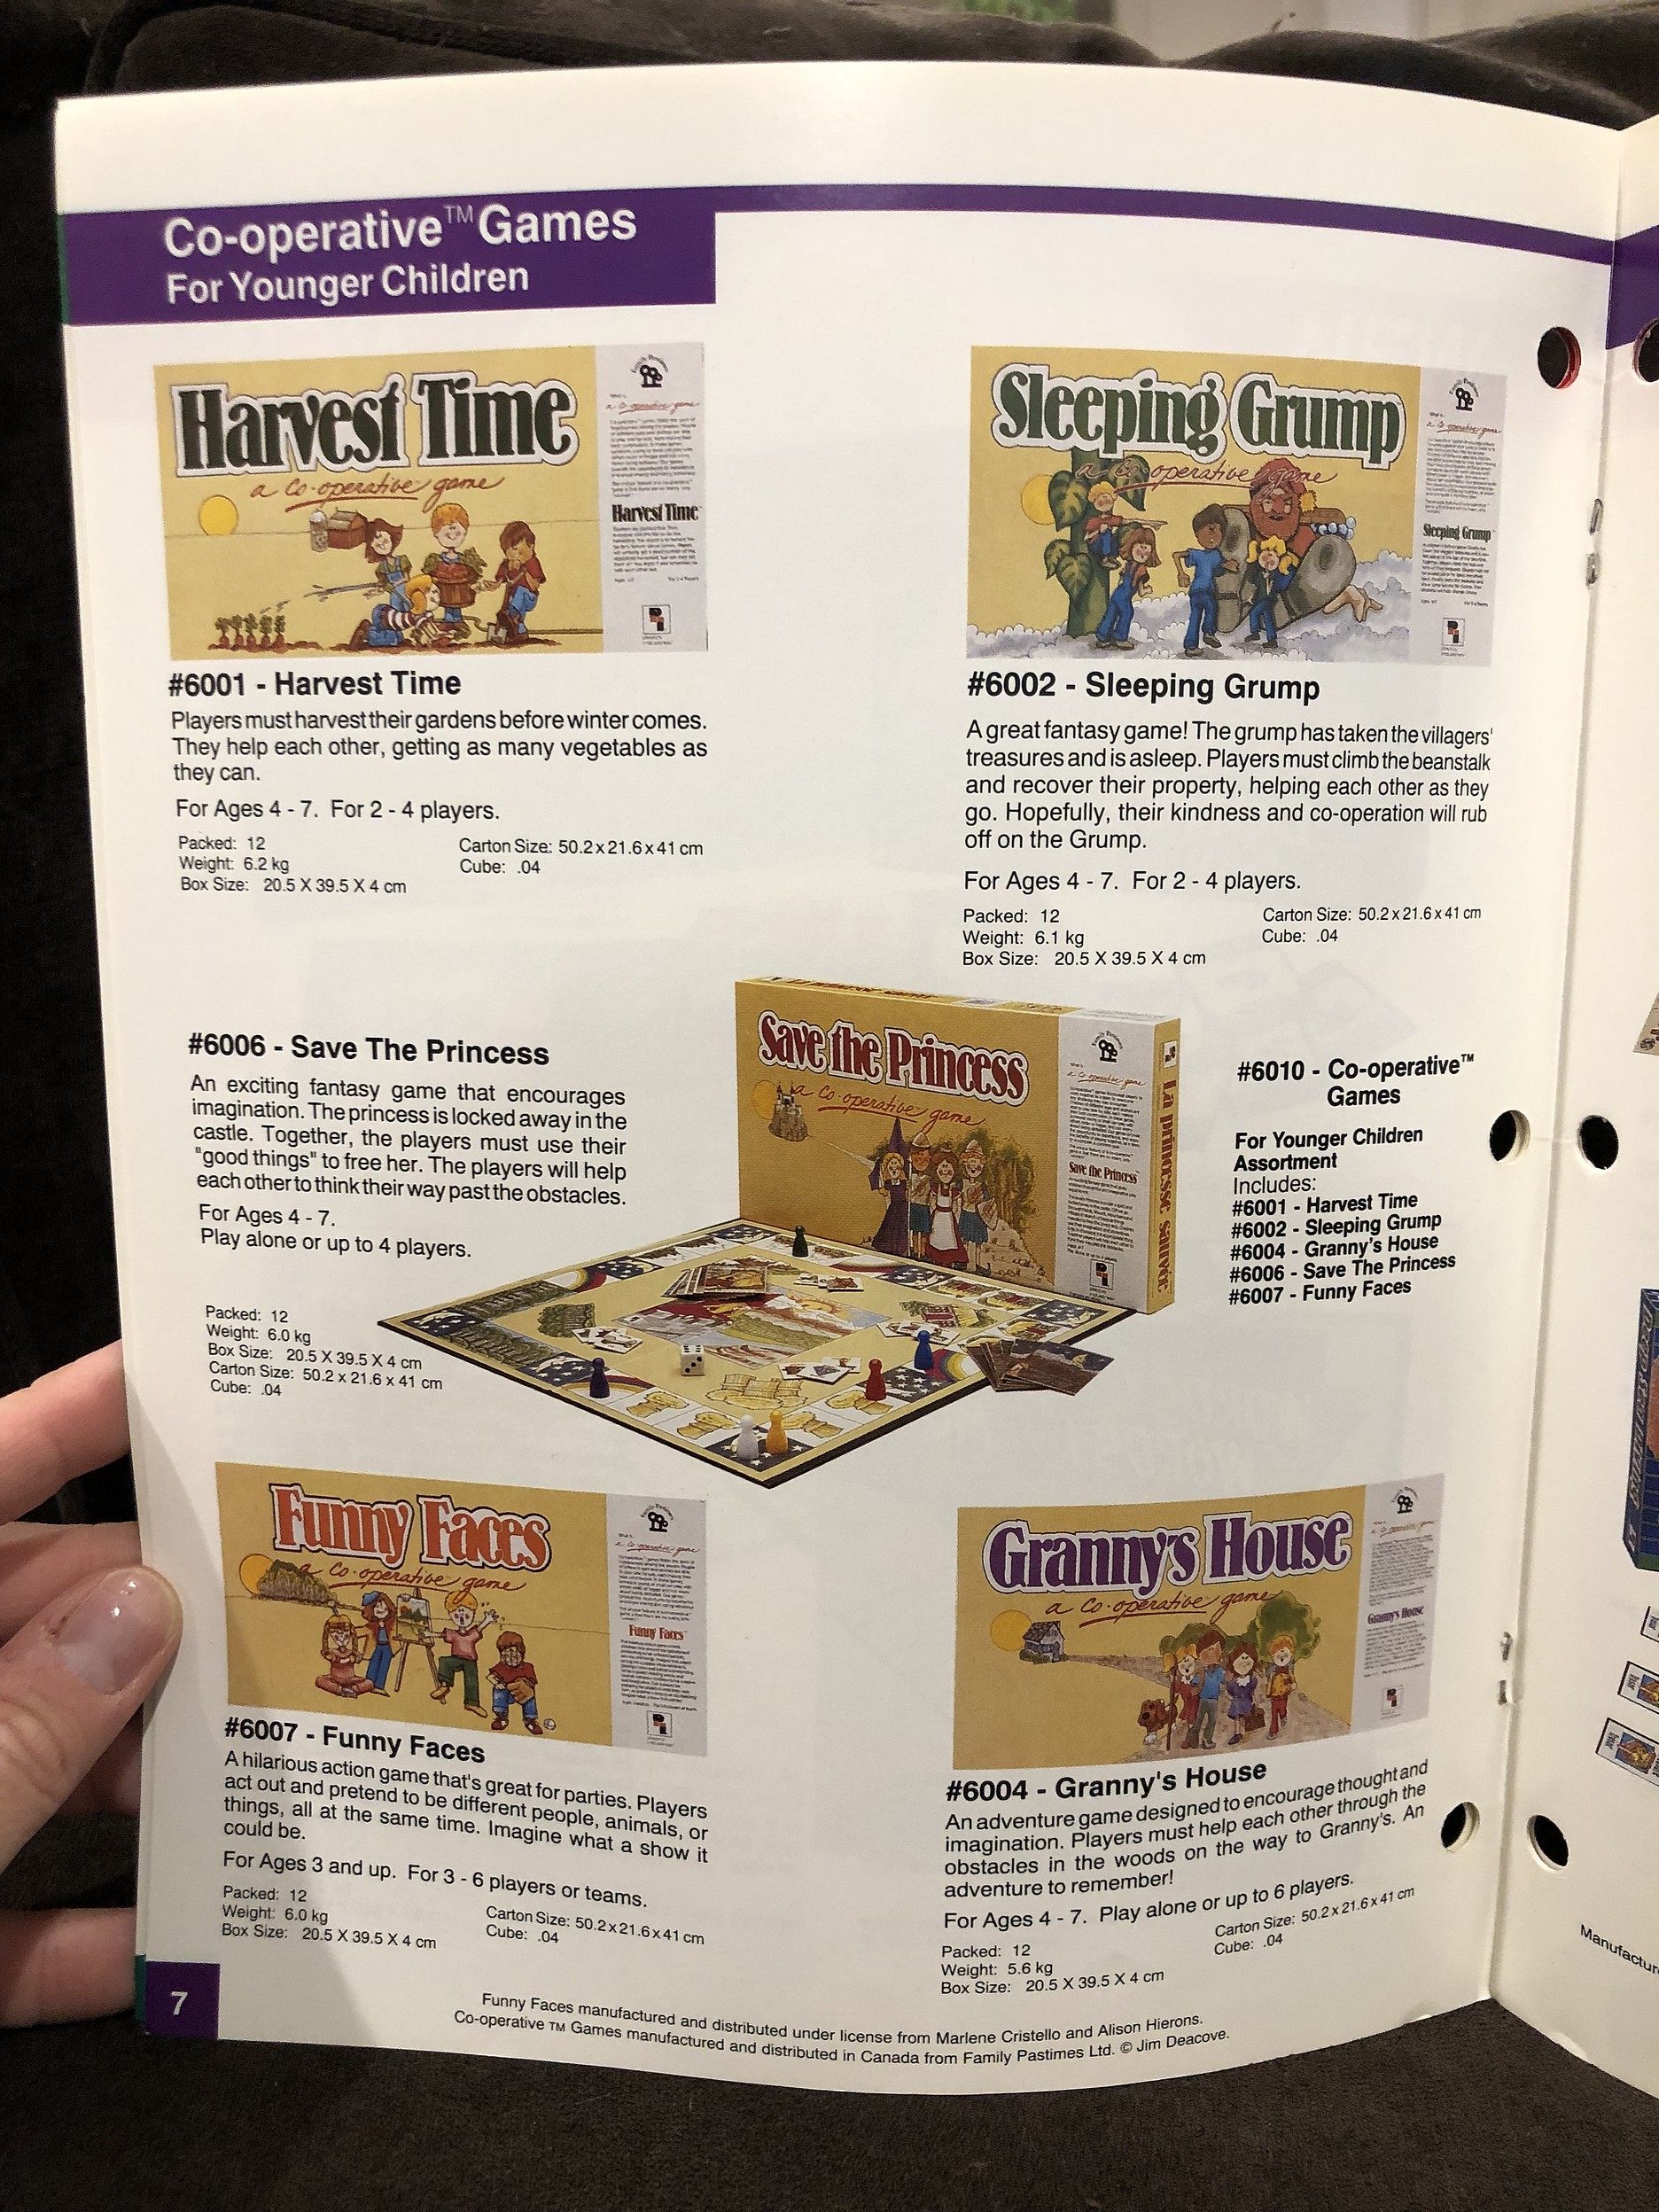 Co-operative™ Games
For Younger Children
Harvest Time
a co-operative game
Harvest Time
#6001 - Harvest Time
Players must harvest their gardens before winter comes.
They help each other, getting as many vegetables as
they can.
For Ages 4 - 7. For 2 - 4 players.
Packed: 12
Weight: 6.2 kg
Box Size: 20.5 X 39.5 X 4 cm
Carton Size: 50.2 x 21.6 x 41 cm
Cube: .04
Sleeping Grump
a co-operative game
Sleeping Grump
#6002 - Sleeping Grump
A great fantasy game! The grump has taken the villagers'
treasures and is asleep. Players must climb the beanstalk
and recover their property, helping each other as they
go. Hopefully, their kindness and co-operation will rub
off on the Grump.
For Ages 4 - 7. For 2 - 4 players.
Packed: 12
Weight: 6.1 kg
Box Size: 20.5 X 39.5 X 4 cm
Carton Size: 50.2 x 21.6 x 41 cm
Cube: .04
#6006 - Save The Princess
An exciting fantasy game that encourages
imagination. The princess is locked away in the
castle. Together, the players must use their
"good things" to free her. The players will help
each other to think their way past the obstacles.
For Ages 4 - 7.
Play alone or up to 4 players.
Packed: 12
Weight: 6.0 kg
Box Size: 20.5 X 39.5 X 4 cm
Carton Size: 50.2 x 21.6 x 41 cm
Cube: .04
Save the Princess
a co-operative game
a co-operative game
Save the Princess
La princesse sauvée
#6010 - Co-operative™
Games
For Younger Children
Assortment
Includes:
#6001 - Harvest Time
#6002 - Sleeping Grump
#6004 - Granny's House
#6006 - Save The Princess
#6007 - Funny Faces
Funny Faces
a co-operative game
Funny Faces
#6007 - Funny Faces
A hilarious action game that's great for parties. Players
act out and pretend to be different people, animals, or
things, all at the same time. Imagine what a show it
could be.
For Ages 3 and up. For 3 - 6 players or teams.
Packed: 12
Weight: 6.0 kg
Box Size: 20.5 X 39.5 X 4 cm
Carton Size: 50.2 x 21.6 x 41 cm
Cube: .04
Granny's House
a co-operative game
Granny's House
#6004 - Granny's House
An adventure game designed to encourage thought and
imagination. Players must help each other through the
obstacles in the woods on the way to Granny's. An
adventure to remember!
For Ages 4 - 7. Play alone or up to 6 players.
Packed: 12
Weight: 5.6 kg
Box Size: 20.5 X 39.5 X 4 cm
Carton Size: 50.2 x 21.6 x 41 cm
Cube: .04
7
Funny Faces manufactured and distributed under license from Marlene Cristello and Alison Hierons.
Co-operative TM Games manufactured and distributed in Canada from Family Pastimes Ltd. © Jim Deacove.